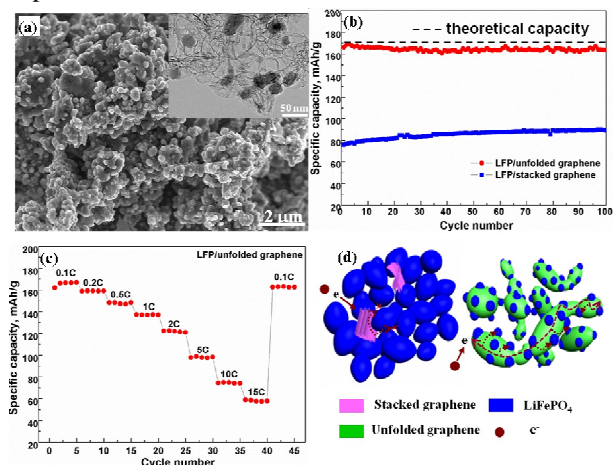 (a)
50 nm
2 μm
(b)
200
180
160
140
120
100
80
60
40
20
0
Specific capacity, mAh/g
--- theoretical capacity
LFP/unfolded graphene
LFP/stacked graphene
0 10 20 30 40 50 60 70 80 90 100
Cycle number
(c)
LFP/unfolded graphene
200
180
160
140
120
100
80
60
40
20
Specific capacity, mAh/g
0.1C
0.2C
0.5C
1C
2C
5C
10C
15C
0.1C
0 5 10 15 20 25 30 35 40 45
Cycle number
(d)
e
e
Stacked graphene
LiFePO4
Unfolded graphene
e-